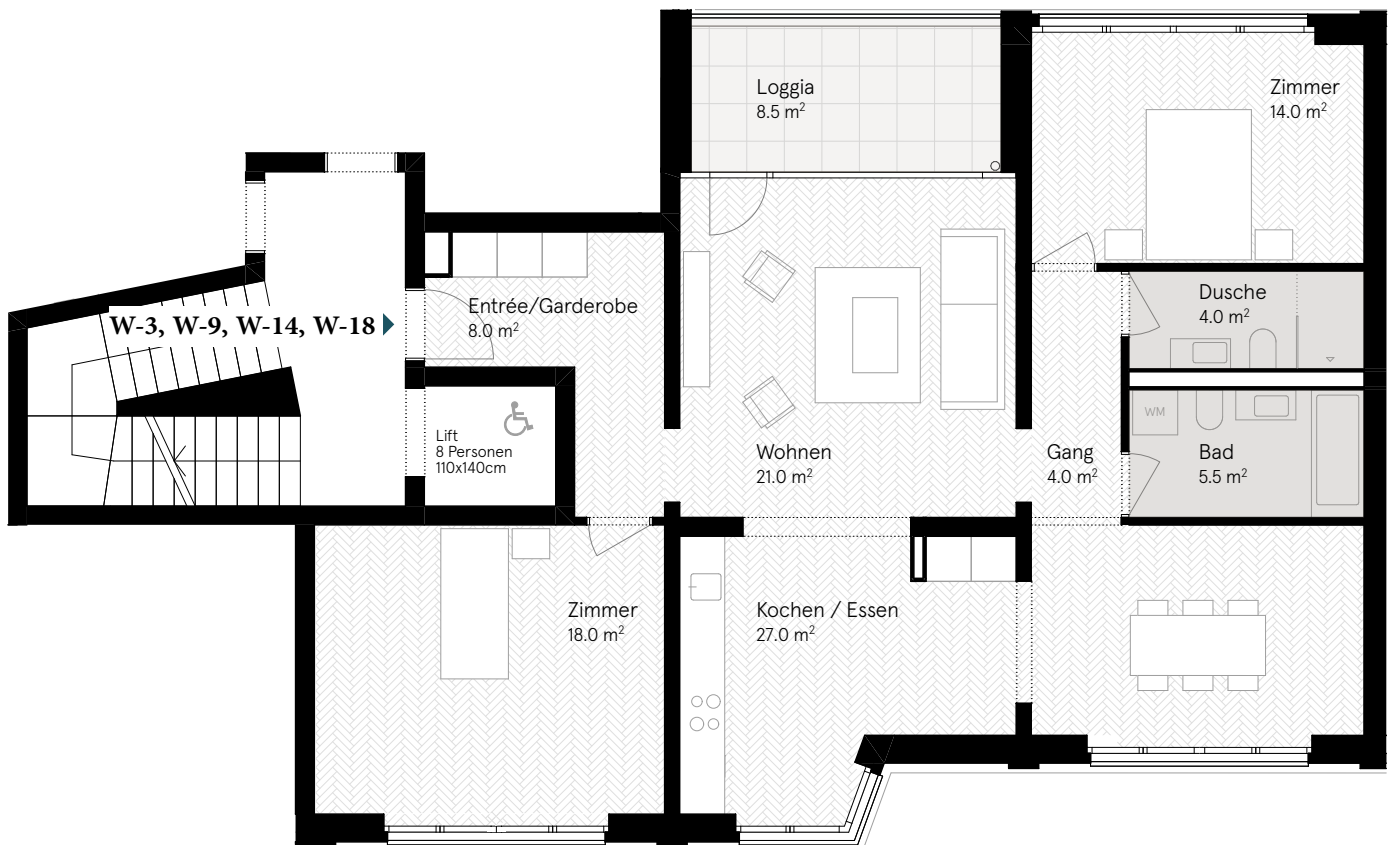 Loggia
8.5 m²
Zimmer
14.0 m²
Entrée/Garderobe
8.0 m²
W-3, W-9, W-14, W-18
Dusche
4.0 m²
WM
Lift
8 Personen
110x140cm
Wohnen
21.0 m²
Gang
4.0 m²
Bad
5.5 m²
Zimmer
18.0 m²
Kochen / Essen
27.0 m²